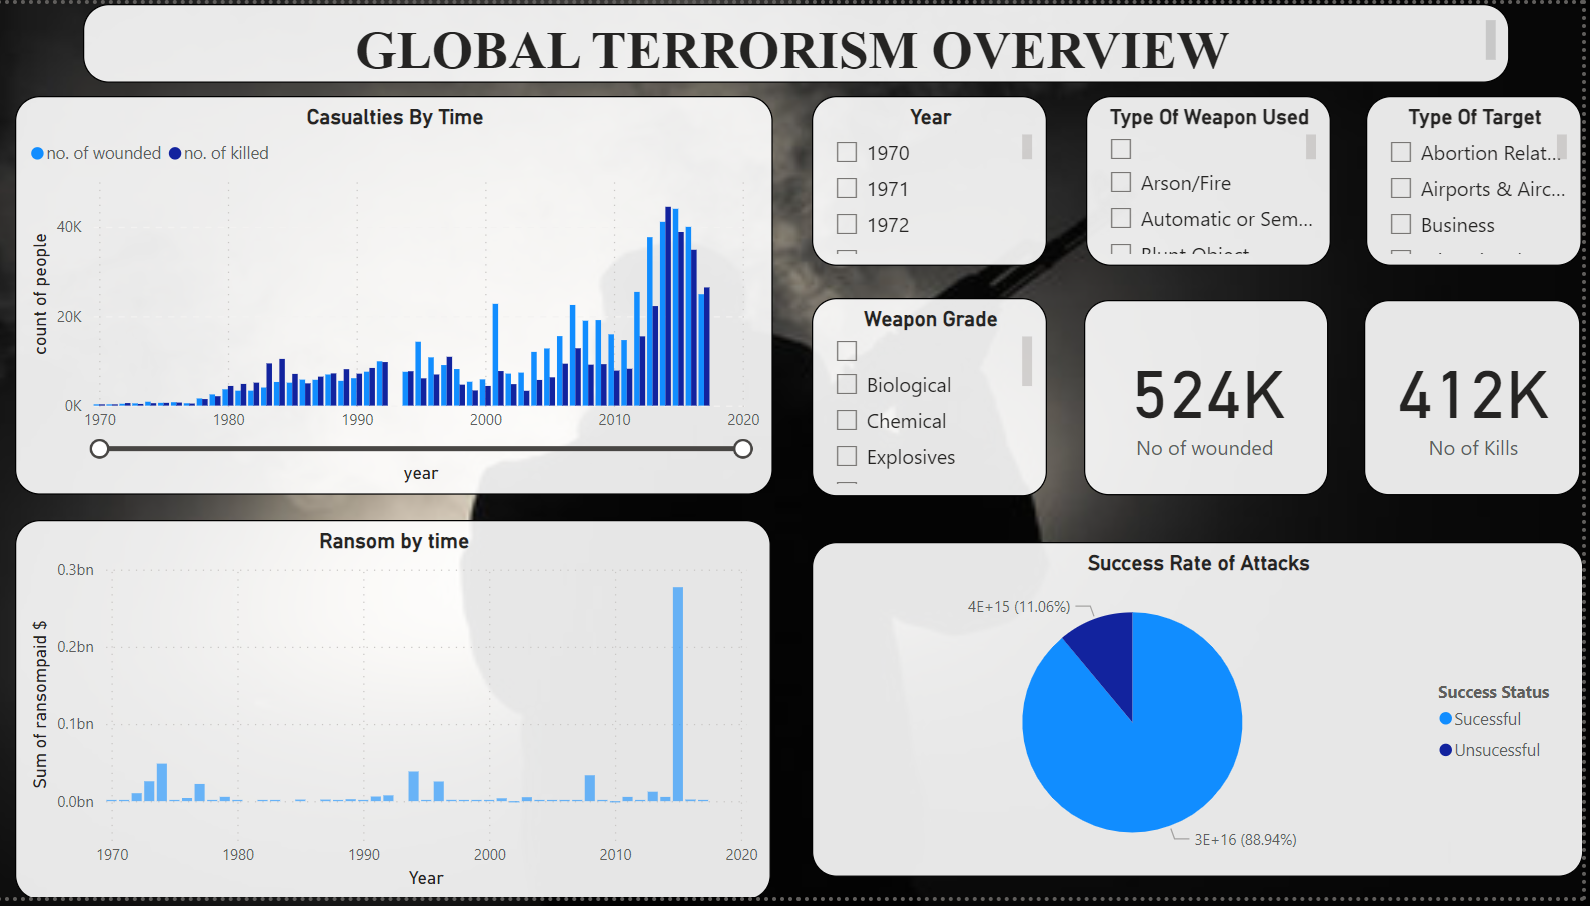 GLOBAL TERRORISM OVERVIEW
Casualties By Time
no. of wounded no. of killed
count of people
40K
20K
0K
1970 1980 1990 2000 2010 2020
year
Year
1970
1971
1972
Type Of Weapon Used
Arson/Fire
Automatic or Sem...
Blunt Object
Type Of Target
Abortion Relat...
Airports & Airc...
Business
Weapon Grade
Biological
Chemical
Explosives
524K
No of wounded
412K
No of Kills
Ransom by time
Sum of ransompaid $
0.3bn
0.2bn
0.1bn
0.0bn
1970 1980 1990 2000 2010 2020
Year
Success Rate of Attacks
4E+15 (11.06%)
3E+16 (88.94%)
Success Status
Sucessful
Unsucessful